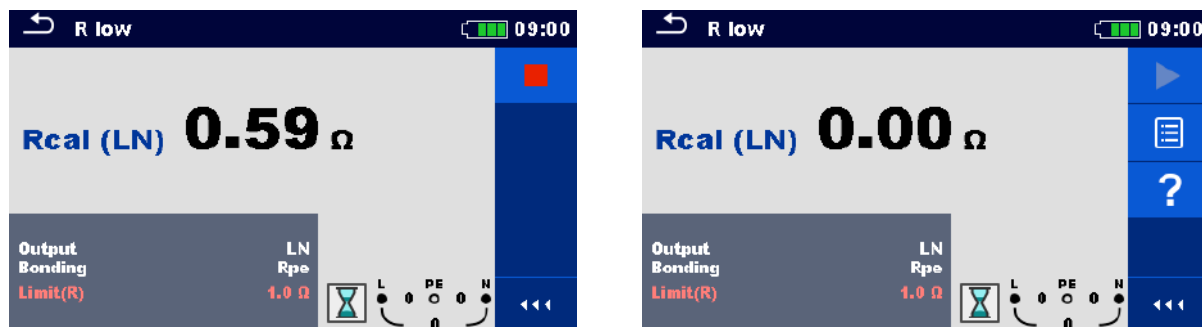 R low 09:00
Rcal (LN) 0.59 Ω
Output LN
Bonding Rpe
Limit(R) 1.0 Ω
L PE N
0 0
0
R low 09:00
Rcal (LN) 0.00 Ω
?
Output LN
Bonding Rpe
Limit(R) 1.0 Ω
L PE N
0 0
0